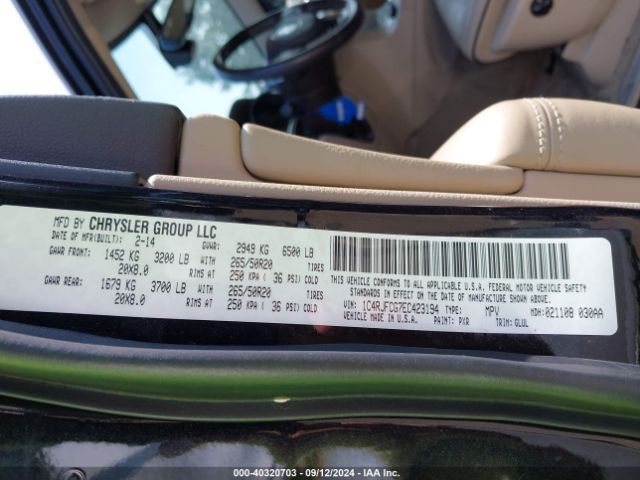 MFD BY CHRYSLER GROUP LLC
DATE OF MFR(BUILT): 2-14 GVWR: 2949 KG 6500 LB
GAWR FRONT: 1452 KG 3200 LB WITH 265/50R20 TIRES
20X8.0 RIMS AT 250 KPA ( 36 PSI) COLD
GAWR REAR: 1679 KG 3700 LB WITH 265/50R20 TIRES
20X8.0 RIMS AT 250 KPA ( 36 PSI) COLD
THIS VEHICLE CONFORMS TO ALL APPLICABLE U.S.A. FEDERAL MOTOR VEHICLE SAFETY
STANDARDS IN EFFECT ON THE DATE OF MANUFACTURE SHOWN ABOVE.
VIN: 1C4RJFCG7EC423194 TYPE: MPV MDH:021108 030AA
VEHICLE MADE IN U.S.A. PAINT: PXR TRIM: GLUL
000-40320703 - 09/12/2024 - IAA Inc.